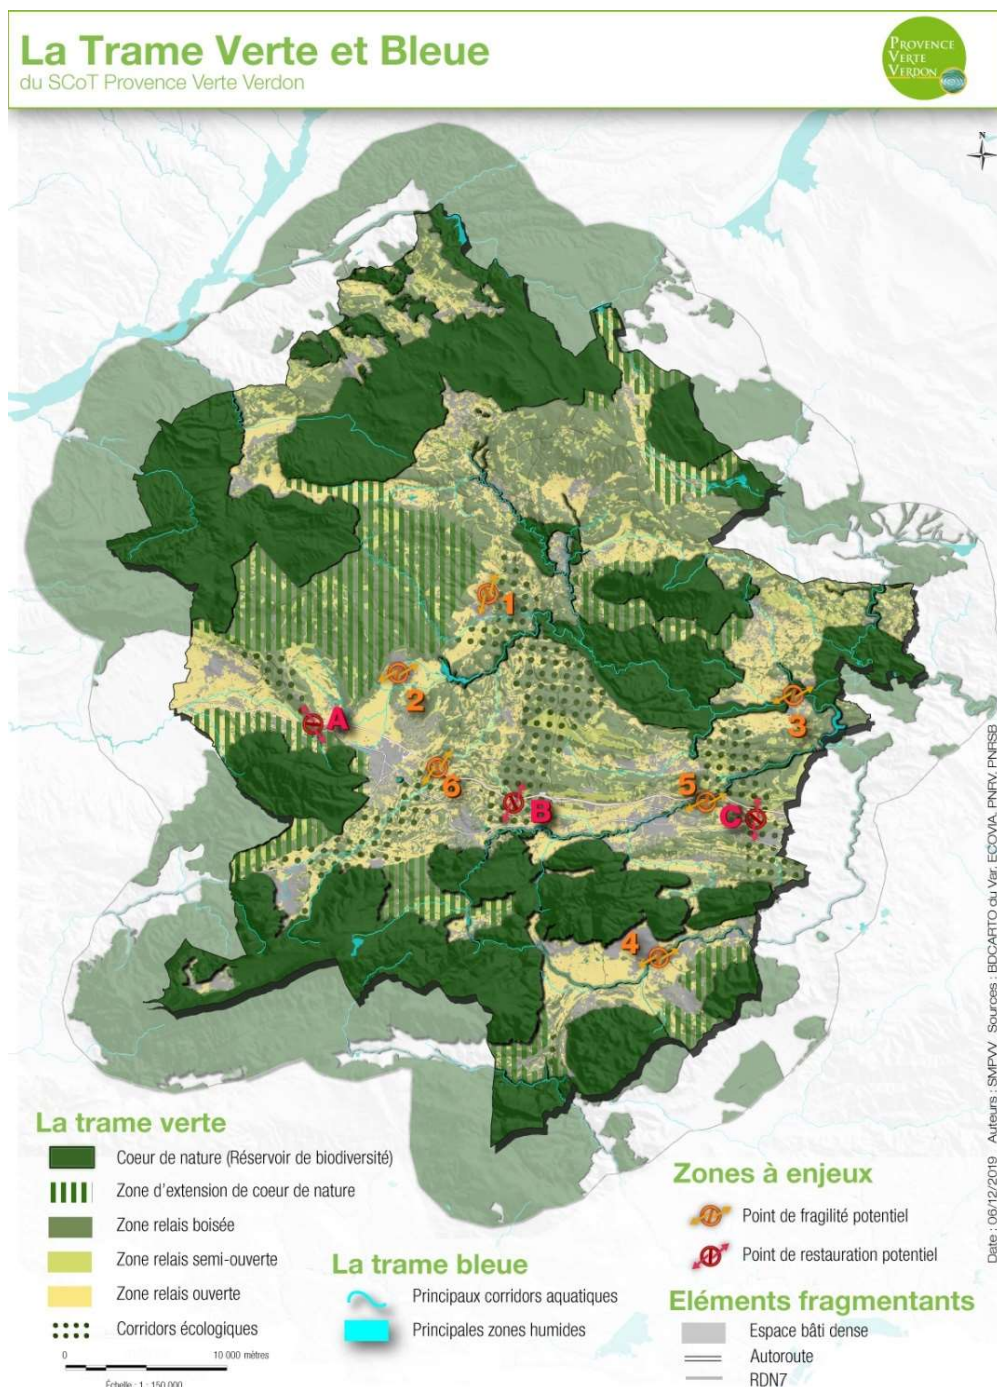 La Trame Verte et Bleue
du SCoT Provence Verte Verdon
PROVENCE
VERTE
VERDON
N
1
2
A
3
6
5
B
C
4
La trame verte
Coeur de nature (Réservoir de biodiversité)
Zone d'extension de coeur de nature
Zone relais boisée
Zone relais semi-ouverte
Zone relais ouverte
Corridors écologiques
0 10 000 mètres
Échelle : 1 : 150 000
La trame bleue
Principaux corridors aquatiques
Principales zones humides
Zones à enjeux
Point de fragilité potentiel
Point de restauration potentiel
Eléments fragmentants
Espace bâti dense
Autoroute
RDN7
Date : 06/12/2019 Auteurs : SMPVV Sources : BDCARTO du Var, ECOVIA, PNRV, PNRSB